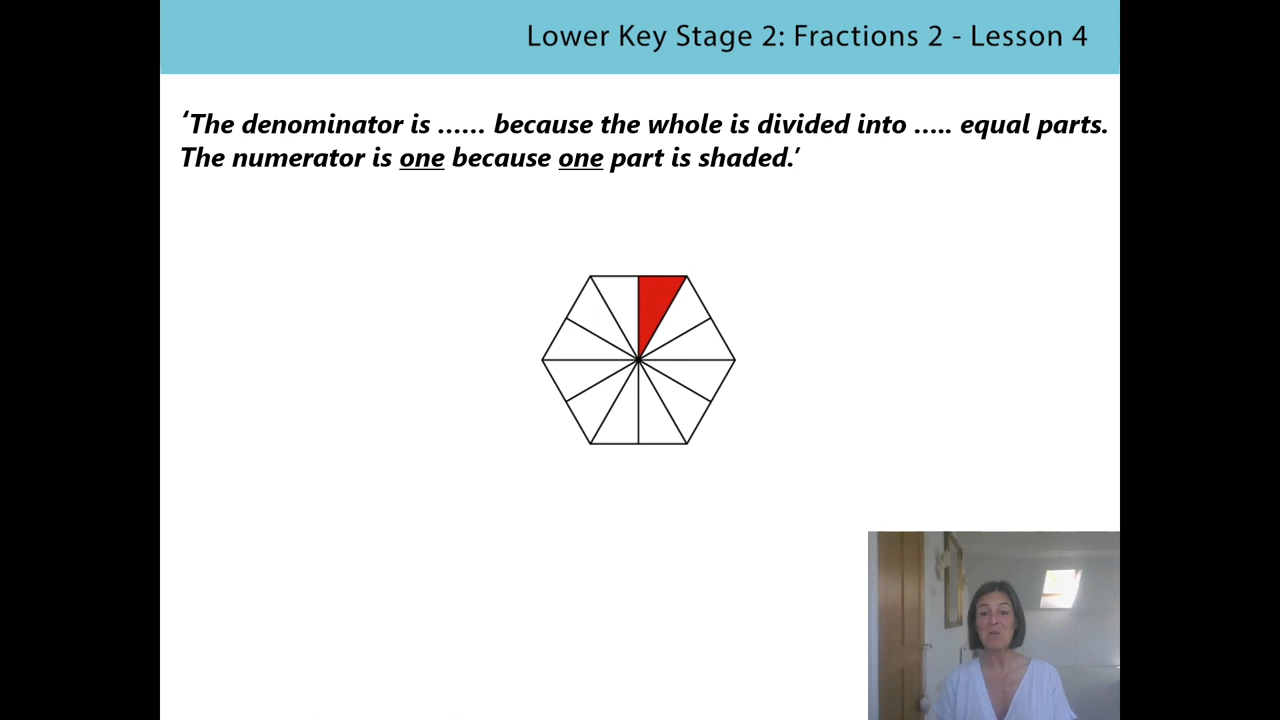 Lower Key Stage 2: Fractions 2 - Lesson 4
‘The denominator is ...... because the whole is divided into ..... equal parts.
The numerator is one because one part is shaded.’